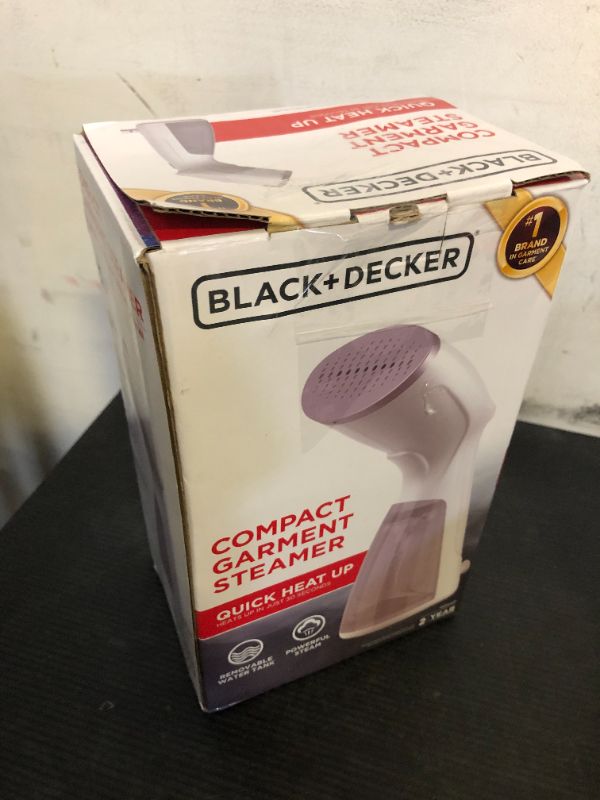 QUICK HEAT UP
COMPACT
GARMENT
STEAMER
BLACK+DECKER
BLACK+DECKER
#1
BRAND
IN GARMENT
CARE
COMPACT
GARMENT
STEAMER
QUICK HEAT UP
HEATS UP IN JUST 30 SECONDS
REMOVABLE
WATER TANK
POWERFUL
STEAM
2 YEAR